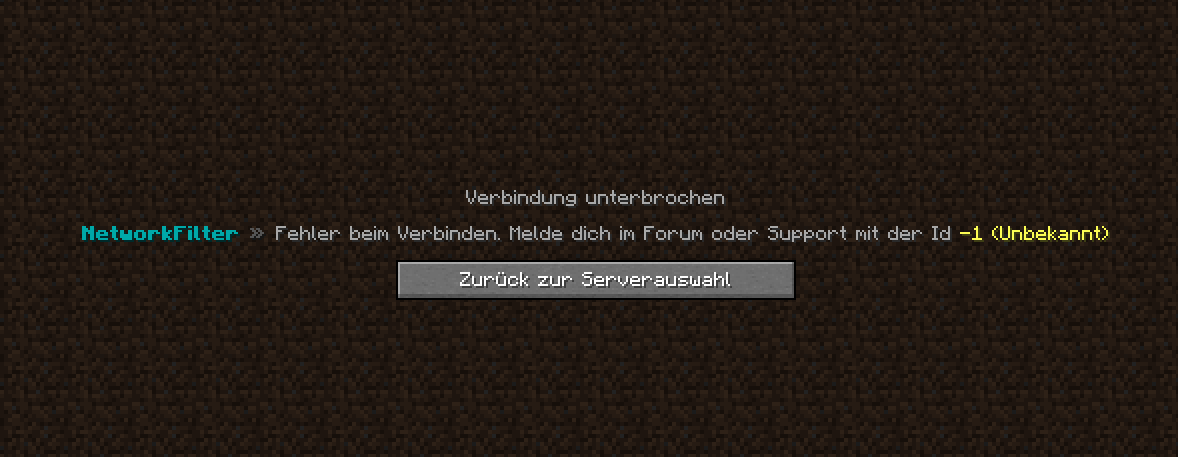 Verbindung unterbrochen
NetworkFilter » Fehler beim Verbinden. Melde dich im Forum oder Support mit der Id -1 (Unbekannt)
Zurück zur Serverauswahl